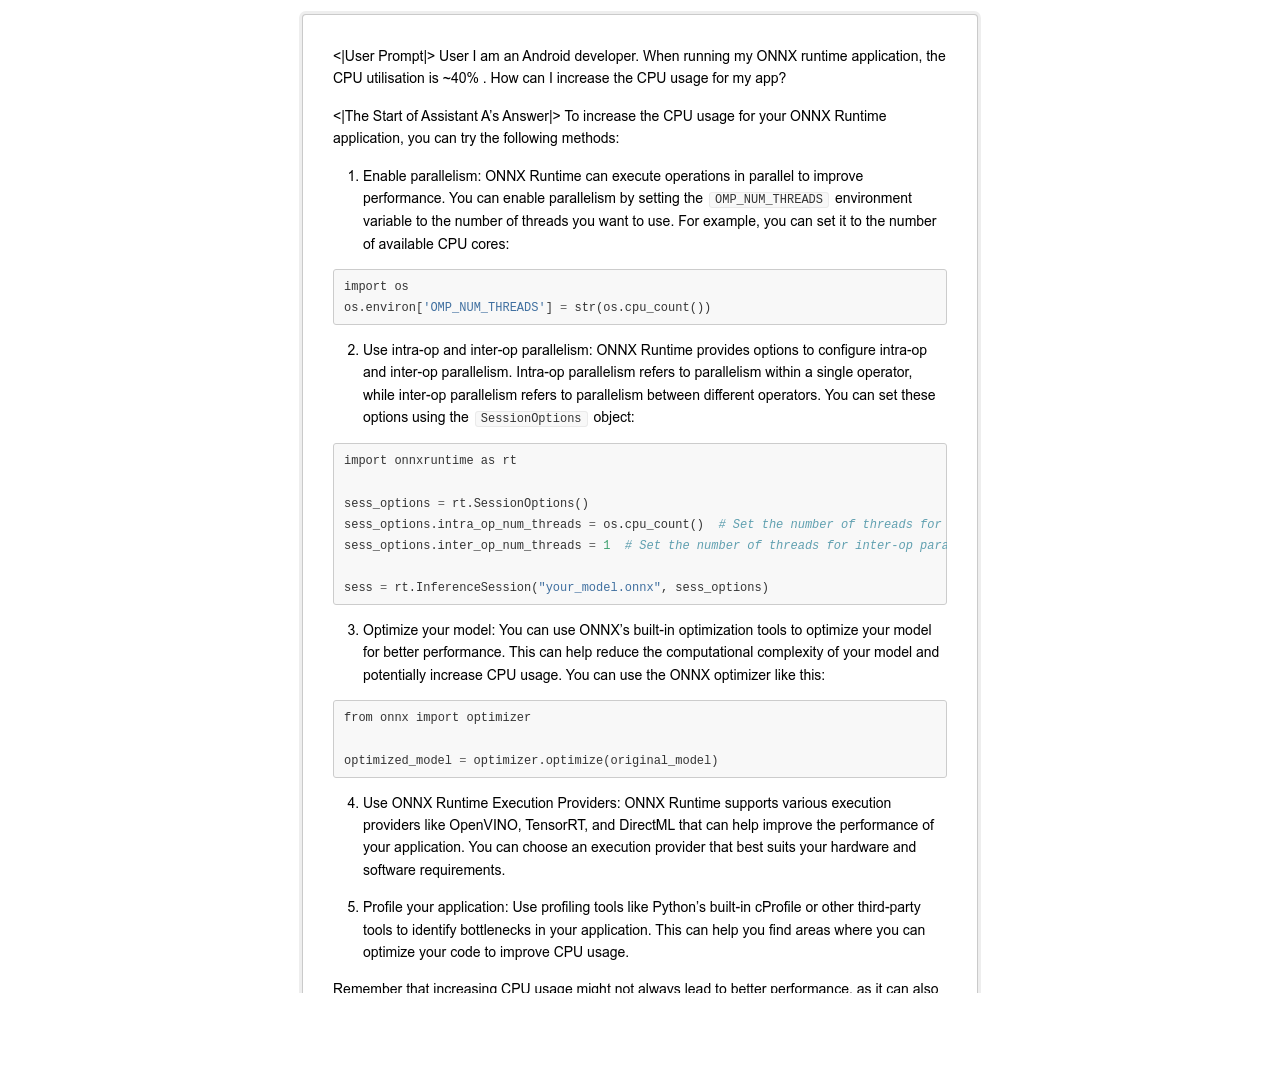 <|User Prompt|> User I am an Android developer. When running my ONNX runtime application, the
CPU utilisation is ~40% . How can I increase the CPU usage for my app?
<|The Start of Assistant A’s Answer|> To increase the CPU usage for your ONNX Runtime
application, you can try the following methods:
1. Enable parallelism: ONNX Runtime can execute operations in parallel to improve
performance. You can enable parallelism by setting the OMP_NUM_THREADS environment
variable to the number of threads you want to use. For example, you can set it to the number
of available CPU cores:
import os
os.environ['OMP_NUM_THREADS'] = str(os.cpu_count())
2. Use intra-op and inter-op parallelism: ONNX Runtime provides options to configure intra-op
and inter-op parallelism. Intra-op parallelism refers to parallelism within a single operator,
while inter-op parallelism refers to parallelism between different operators. You can set these
options using the SessionOptions object:
import onnxruntime as rt
sess_options = rt.SessionOptions()
sess_options.intra_op_num_threads = os.cpu_count()  # Set the number of threads for
sess_options.inter_op_num_threads = 1  # Set the number of threads for inter-op para
sess = rt.InferenceSession("your_model.onnx", sess_options)
3. Optimize your model: You can use ONNX’s built-in optimization tools to optimize your model
for better performance. This can help reduce the computational complexity of your model and
potentially increase CPU usage. You can use the ONNX optimizer like this:
from onnx import optimizer
optimized_model = optimizer.optimize(original_model)
4. Use ONNX Runtime Execution Providers: ONNX Runtime supports various execution
providers like OpenVINO, TensorRT, and DirectML that can help improve the performance of
your application. You can choose an execution provider that best suits your hardware and
software requirements.
5. Profile your application: Use profiling tools like Python’s built-in cProfile or other third-party
tools to identify bottlenecks in your application. This can help you find areas where you can
optimize your code to improve CPU usage.
Remember that increasing CPU usage might not always lead to better performance, as it can also